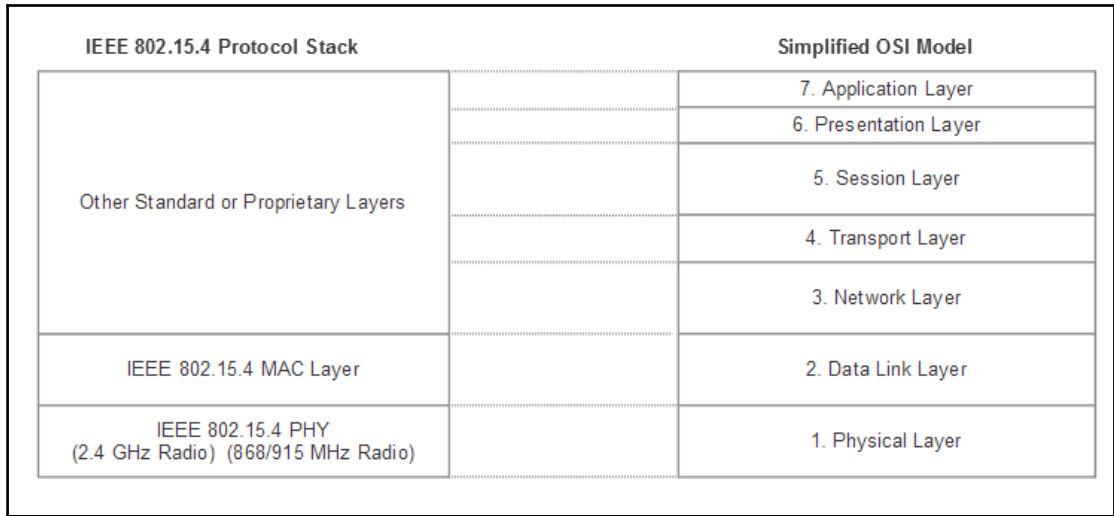 IEEE 802.15.4 Protocol Stack
Simplified OSI Model
Other Standard or Proprietary Layers
IEEE 802.15.4 MAC Layer
IEEE 802.15.4 PHY
(2.4 GHz Radio) (868/915 MHz Radio)
7. Application Layer
6. Presentation Layer
5. Session Layer
4. Transport Layer
3. Network Layer
2. Data Link Layer
1. Physical Layer